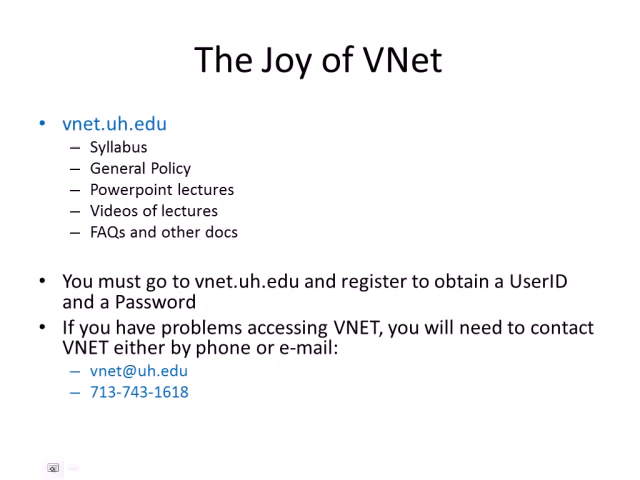 The Joy of VNet
• vnet.uh.edu
– Syllabus
– General Policy
– Powerpoint lectures
– Videos of lectures
– FAQs and other docs
• You must go to vnet.uh.edu and register to obtain a UserID
and a Password
• If you have problems accessing VNET, you will need to contact
VNET either by phone or e-mail:
– vnet@uh.edu
– 713-743-1618